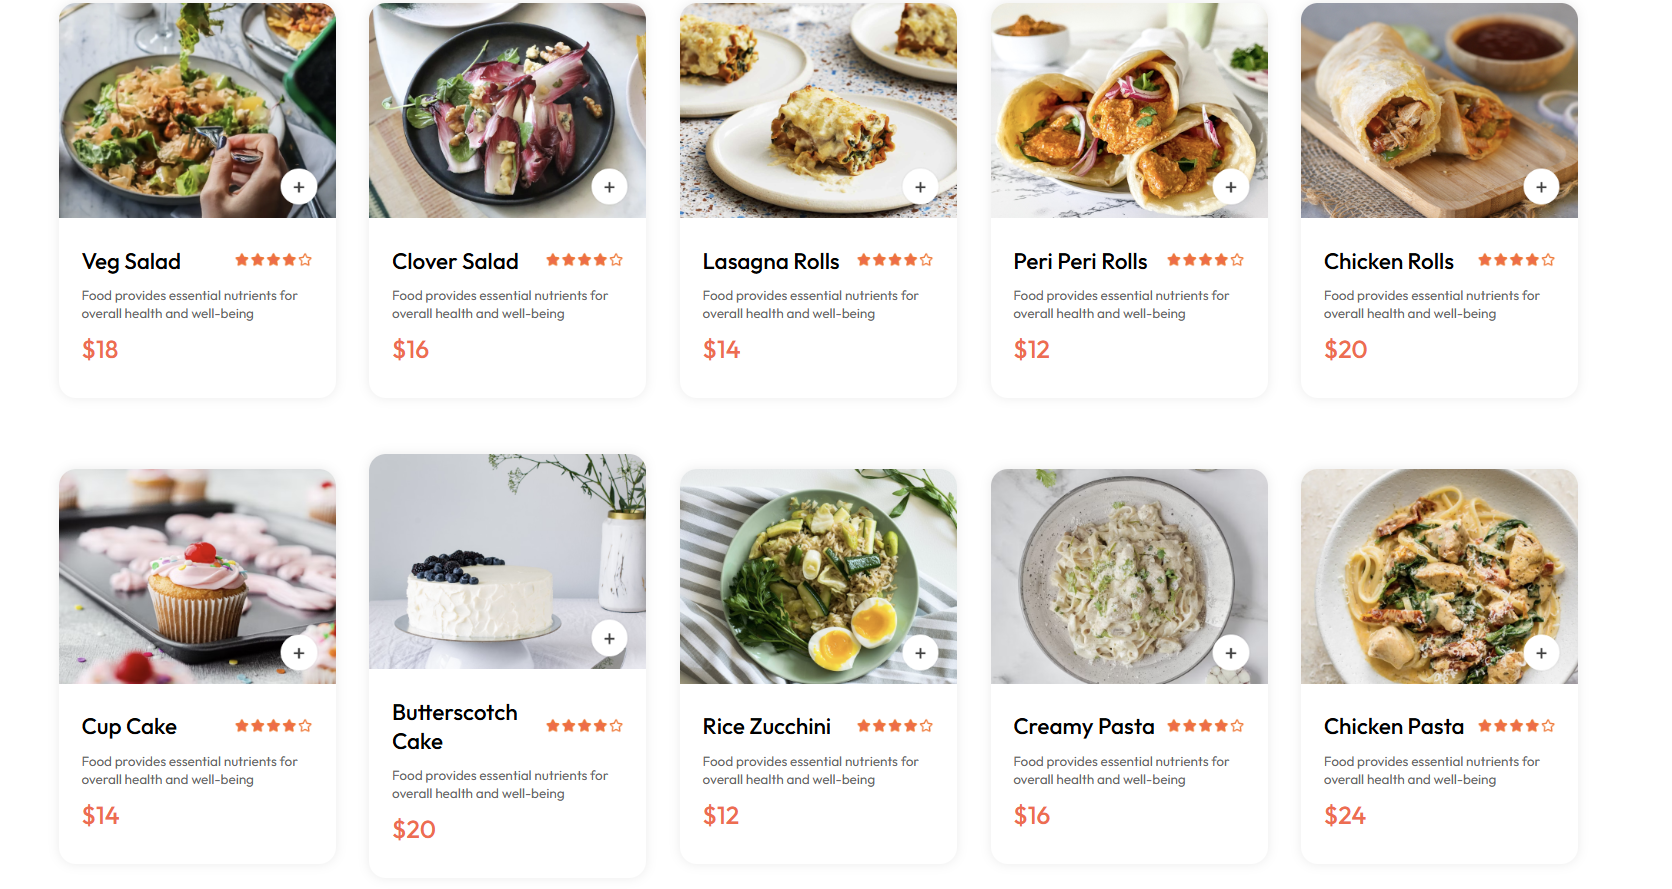 Veg Salad
Food provides essential nutrients for
overall health and well-being
$18
Clover Salad
Food provides essential nutrients for
overall health and well-being
$16
Lasagna Rolls
Food provides essential nutrients for
overall health and well-being
$14
Peri Peri Rolls
Food provides essential nutrients for
overall health and well-being
$12
Chicken Rolls
Food provides essential nutrients for
overall health and well-being
$20
Cup Cake
Food provides essential nutrients for
overall health and well-being
$14
Butterscotch
Cake
Food provides essential nutrients for
overall health and well-being
$20
Rice Zucchini
Food provides essential nutrients for
overall health and well-being
$12
Creamy Pasta
Food provides essential nutrients for
overall health and well-being
$16
Chicken Pasta
Food provides essential nutrients for
overall health and well-being
$24